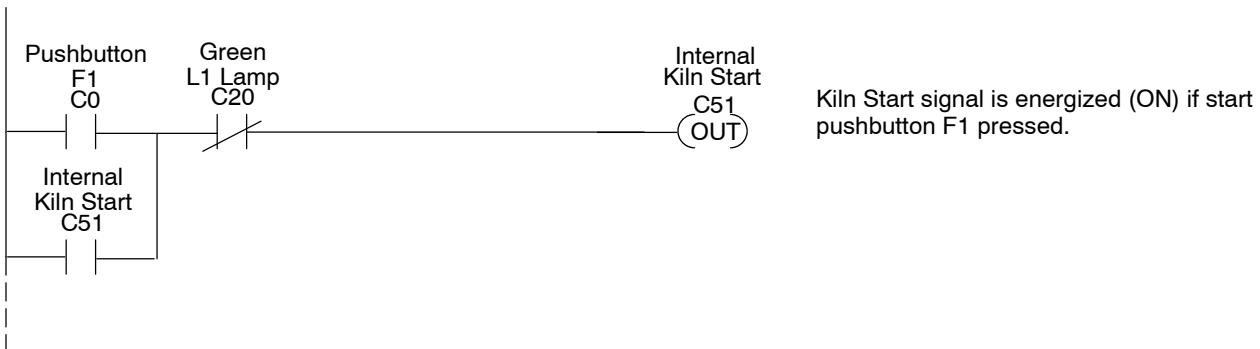 Pushbutton
F1
C0
Green
L1 Lamp
C20
Internal
Kiln Start
C51
OUT
Kiln Start signal is energized (ON) if start
pushbutton F1 pressed.
Internal
Kiln Start
C51